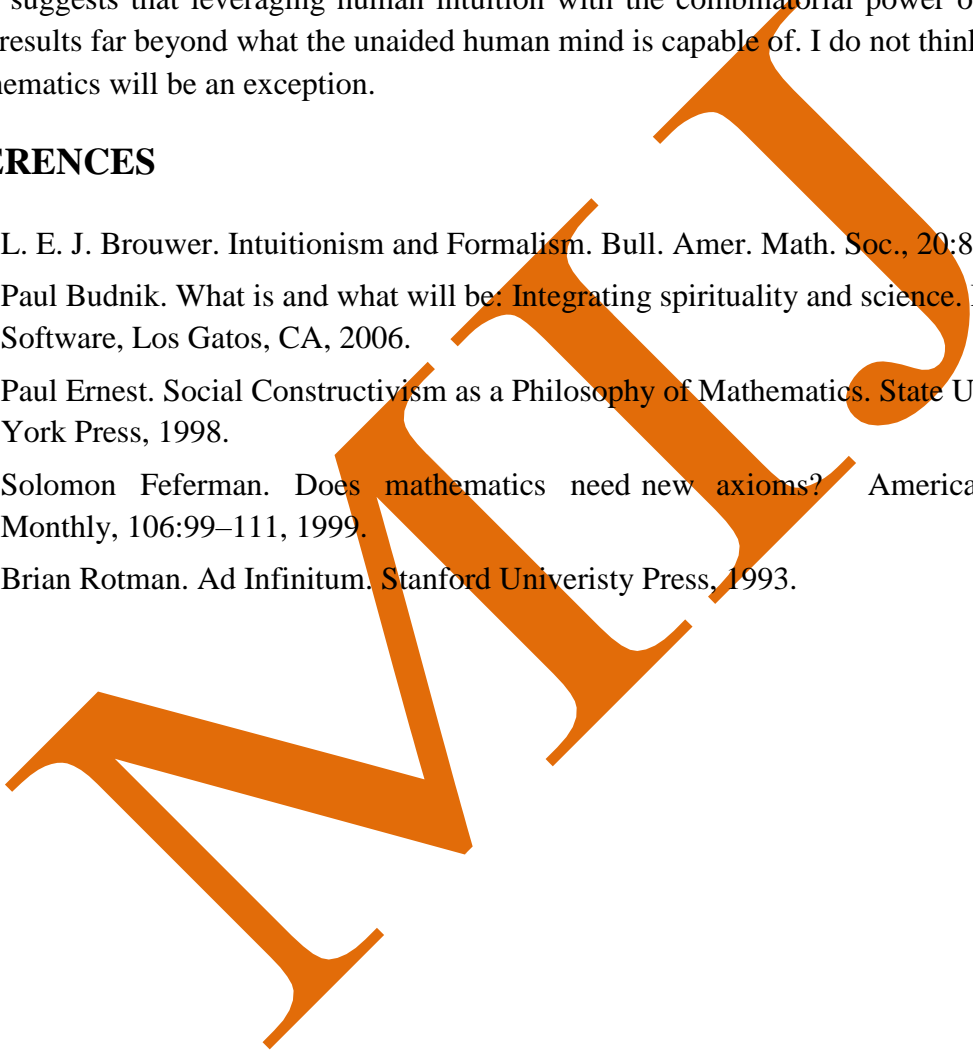 suggests that leveraging human intuition with the combinatorial power o
results far beyond what the unaided human mind is capable of. I do not think
ematics will be an exception.
ERENCES
L. E. J. Brouwer. Intuitionism and Formalism. Bull. Amer. Math. Soc., 20:8
Paul Budnik. What is and what will be: Integrating spirituality and science.
Software, Los Gatos, CA, 2006.
Paul Ernest. Social Constructivism as a Philosophy of Mathematics. State U
York Press, 1998.
Solomon Feferman. Does mathematics need new axioms? America
Monthly, 106:99–111, 1999.
Brian Rotman. Ad Infinitum. Stanford Univeristy Press, 1993.
MIJ